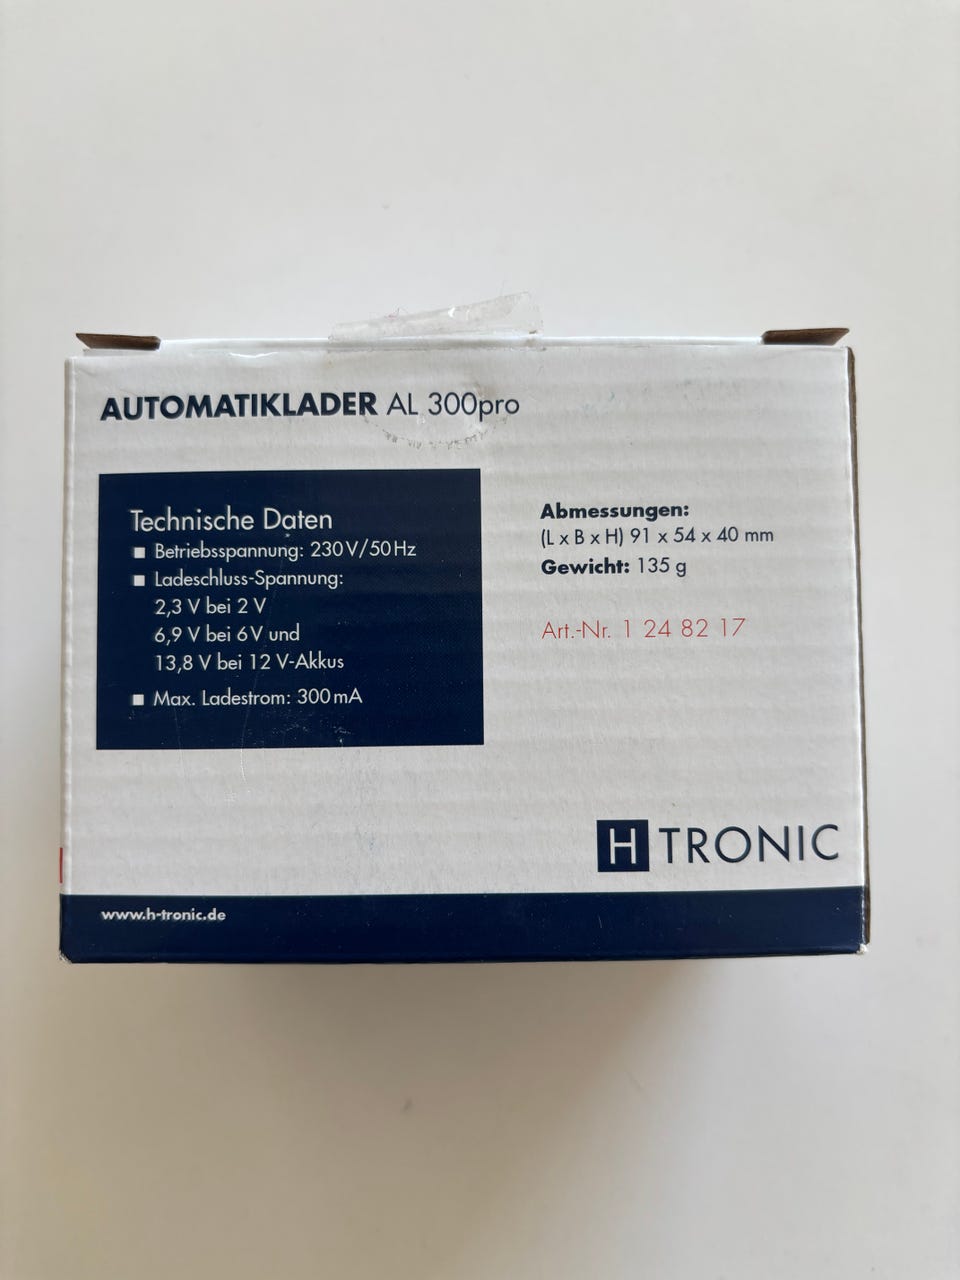 AUTOMATIKLADER AL 300pro
Technische Daten
■ Betriebsspannung: 230 V/50 Hz
■ Ladeschluss-Spannung:
2,3 V bei 2 V
6,9 V bei 6 V und
13,8 V bei 12 V-Akkus
■ Max. Ladestrom: 300 mA
Abmessungen:
(L x B x H) 91 x 54 x 40 mm
Gewicht: 135 g
Art.-Nr. 1 24 82 17
H TRONIC
www.h-tronic.de